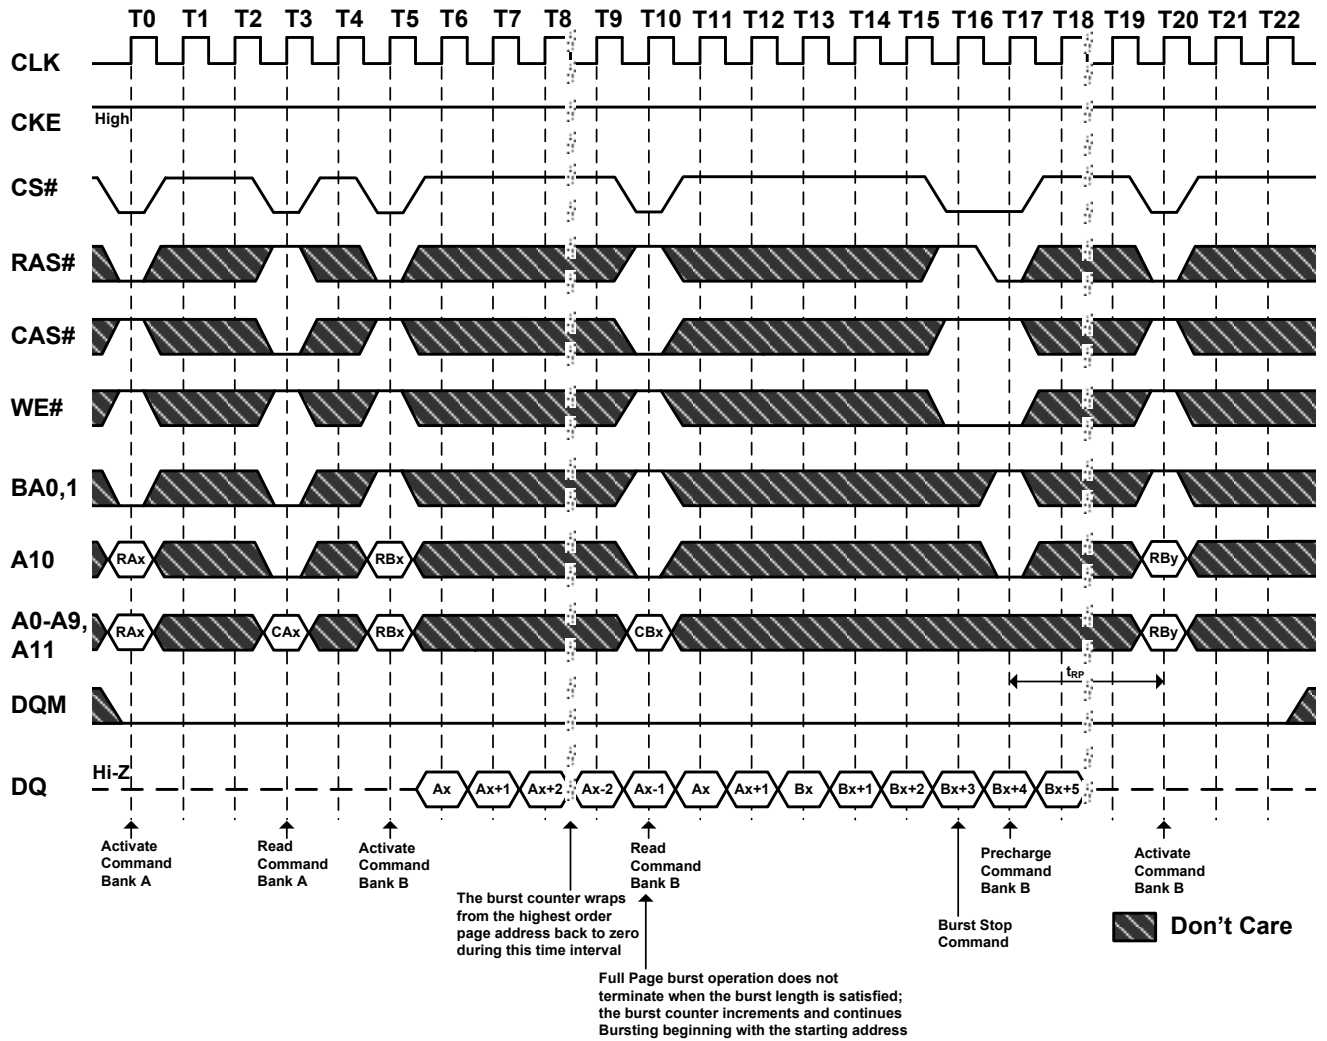 T0 T1 T2 T3 T4 T5 T6 T7 T8 T9 T10 T11 T12 T13 T14 T15 T16 T17 T18 T19 T20 T21 T22
CLK
CKE High
CS#
RAS#
CAS#
WE#
BA0,1
A10 RAx RBx RBy
A0-A9,
A11
RAx CAx RBx CBx RBy
tRP
DQM
Hi-Z
DQ Ax Ax+1 Ax+2 Ax-2 Ax-1 Ax Ax+1 Bx Bx+1 Bx+2 Bx+3 Bx+4 Bx+5
Activate
Command
Bank A
Read
Command
Bank A
Activate
Command
Bank B
The burst counter wraps
from the highest order
page address back to zero
during this time interval
Read
Command
Bank B
Full Page burst operation does not
terminate when the burst length is satisfied;
the burst counter increments and continues
Bursting beginning with the starting address
Burst Stop
Command
Precharge
Command
Bank B
Activate
Command
Bank B
Don't Care